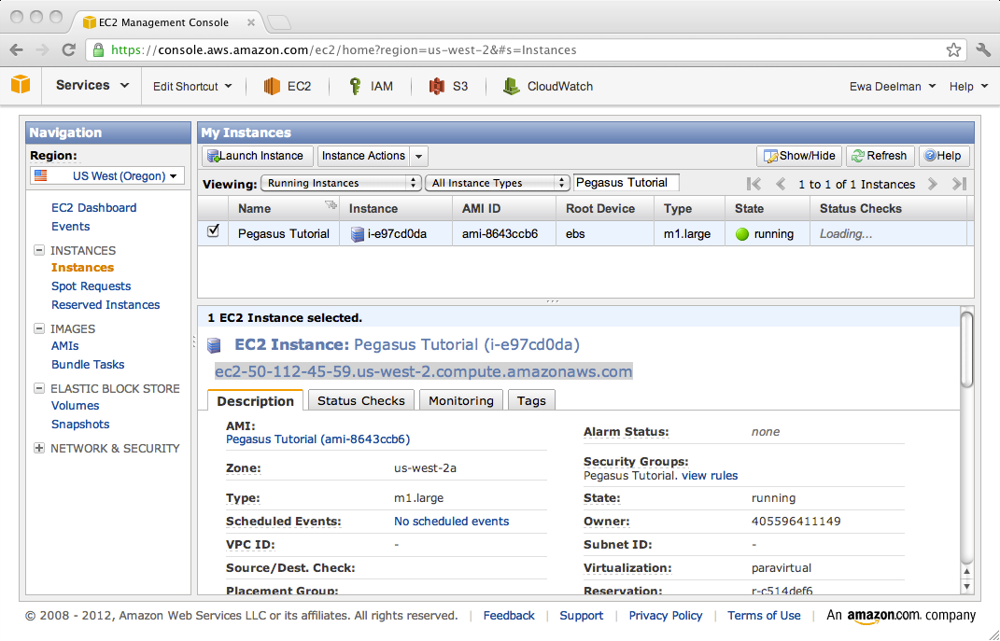 EC2 Management Console
https://console.aws.amazon.com/ec2/home?region=us-west-2&#s=Instances
Services Edit Shortcut EC2 IAM S3 CloudWatch Ewa Deelman Help
Navigation
Region:
US West (Oregon)
EC2 Dashboard
Events
INSTANCES
Instances
Spot Requests
Reserved Instances
IMAGES
AMIs
Bundle Tasks
ELASTIC BLOCK STORE
Volumes
Snapshots
NETWORK & SECURITY
My Instances
Launch Instance Instance Actions Show/Hide Refresh Help
Viewing: Running Instances All Instance Types Pegasus Tutorial 1 to 1 of 1 Instances
Name Instance AMI ID Root Device Type State Status Checks
Pegasus Tutorial i-e97cd0da ami-8643ccb6 ebs m1.large running Loading...
1 EC2 Instance selected.
EC2 Instance: Pegasus Tutorial (i-e97cd0da)
ec2-50-112-45-59.us-west-2.compute.amazonaws.com
Description Status Checks Monitoring Tags
AMI:
Pegasus Tutorial (ami-8643ccb6)
Zone: us-west-2a
Type: m1.large
Scheduled Events: No scheduled events
VPC ID: -
Source/Dest. Check:
Placement Group:
Alarm Status: none
Security Groups:
Pegasus Tutorial. view rules
State: running
Owner: 405596411149
Subnet ID: -
Virtualization: paravirtual
Reservation: r-c514def6
© 2008 - 2012, Amazon Web Services LLC or its affiliates. All rights reserved. | Feedback | Support | Privacy Policy | Terms of Use | An amazon.com. company